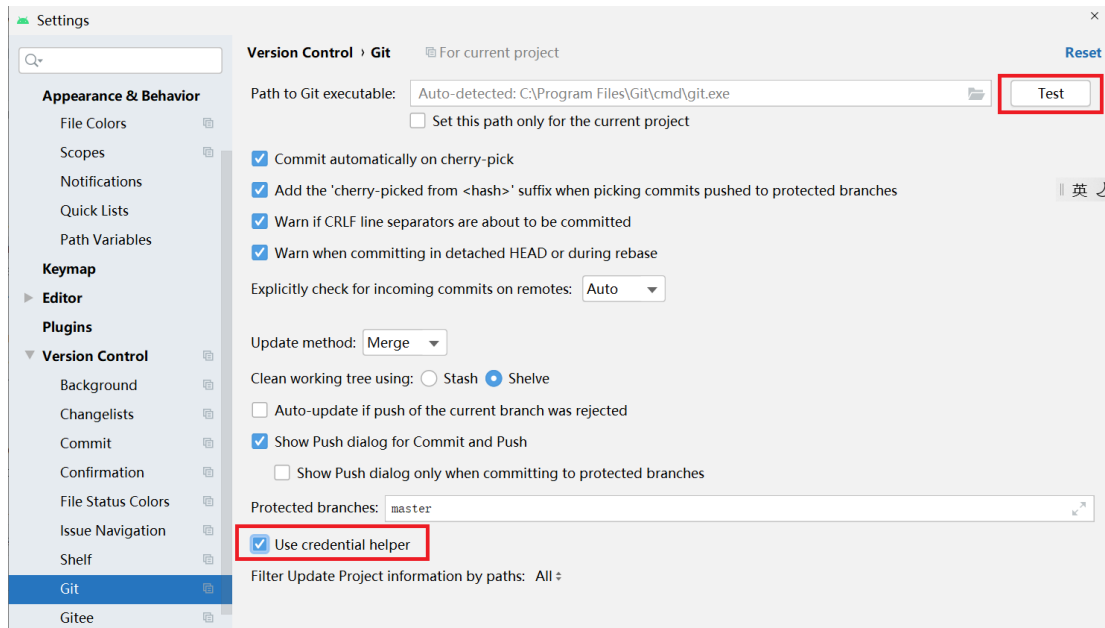 Settings
Version Control › Git
For current project
Reset
Path to Git executable: Auto-detected: C:\Program Files\Git\cmd\git.exe
Test
Set this path only for the current project
Appearance & Behavior
File Colors
Scopes
Notifications
Quick Lists
Path Variables
Keymap
Editor
Plugins
Version Control
Background
Changelists
Commit
Confirmation
File Status Colors
Issue Navigation
Shelf
Git
Gitee
Commit automatically on cherry-pick
Add the 'cherry-picked from <hash>' suffix when picking commits pushed to protected branches
英
Warn if CRLF line separators are about to be committed
Warn when committing in detached HEAD or during rebase
Explicitly check for incoming commits on remotes: Auto
Update method: Merge
Clean working tree using: Stash Shelve
Auto-update if push of the current branch was rejected
Show Push dialog for Commit and Push
Show Push dialog only when committing to protected branches
Protected branches: master
Use credential helper
Filter Update Project information by paths: All